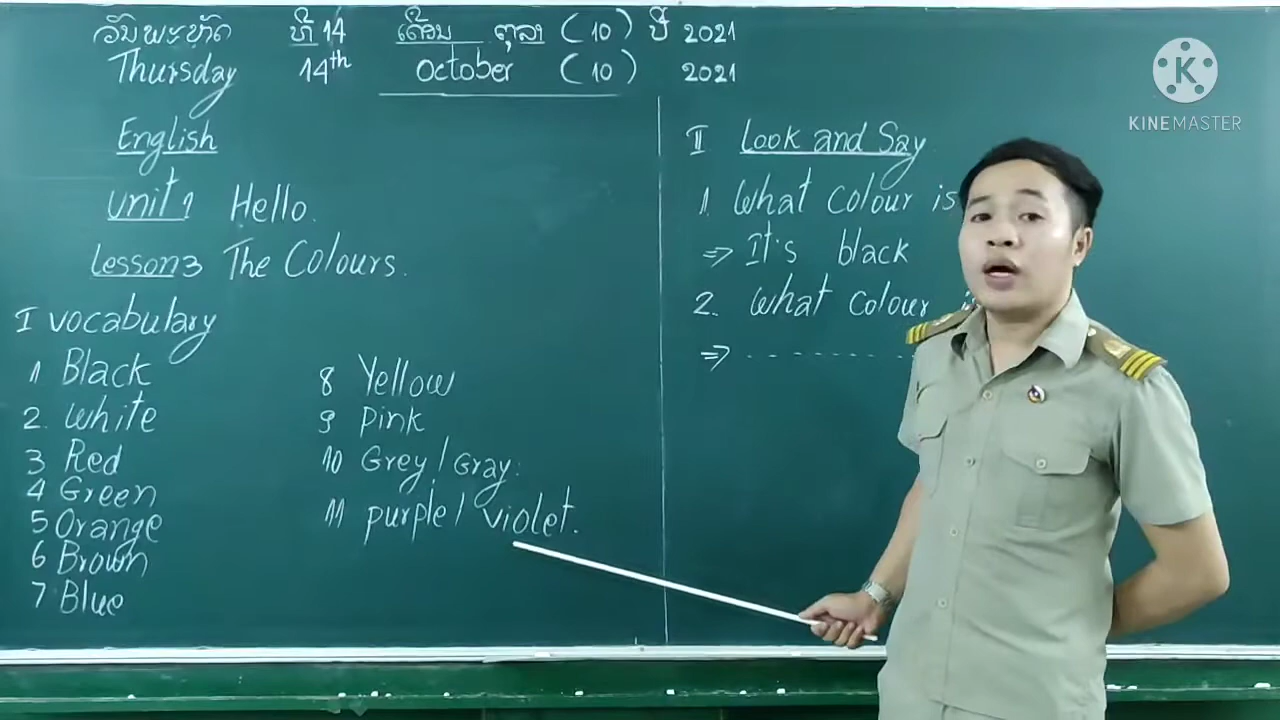 ວັນພະຫັດ ທີ 14 ເດືອນ ຕຸລາ (10) ປີ 2021
Thursday 14th October (10) 2021
English
Unit 1 Hello.
Lesson 3 The Colours.
I Vocabulary
1 Black
2. White
3 Red
4 Green
5 Orange
6 Brown
7 Blue
8 Yellow
9 Pink
10 Grey / Gray.
11 purple / violet.
II Look and Say
1. What colour is
⇒ It's black
2. What colour
⇒ ------------
KINEMASTER